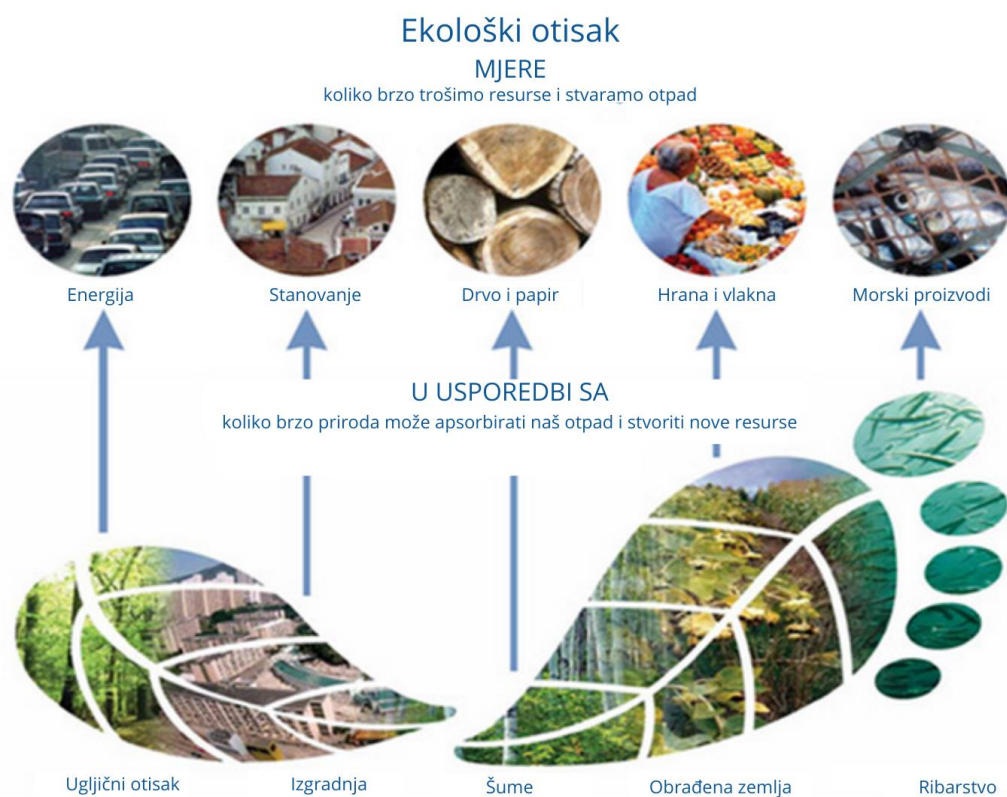 Ekološki otisak
MJERE
koliko brzo trošimo resurse i stvaramo otpad
Energija
Stanovanje
Drvo i papir
Hrana i vlakna
Morski proizvodi
U USPOREDBI SA
koliko brzo priroda može apsorbirati naš otpad i stvoriti nove resurse
Ugljični otisak
Izgradnja
Šume
Obrađena zemlja
Ribarstvo